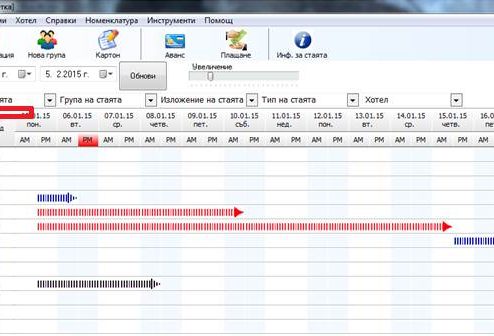 тка]
ии Хотел Справки Номенклатура Инструменти Помощ
ация Нова група Картон Аванс Плащане Инф. за стаята
г. 5. 2.2015 г. Обнови Увеличение
аята Група на стаята Изложение на стаята Тип на стаята Хотел
.01.15 06.01.15 07.01.15 08.01.15 09.01.15 10.01.15 11.01.15 12.01.15 13.01.15 14.01.15 15.01.15 16.0
д пон. вт. ср. четв. пет. съб. нед. пон. вт. ср. четв. пе
AM PM AM PM AM PM AM PM AM PM AM PM AM PM AM PM AM PM AM PM AM PM AM